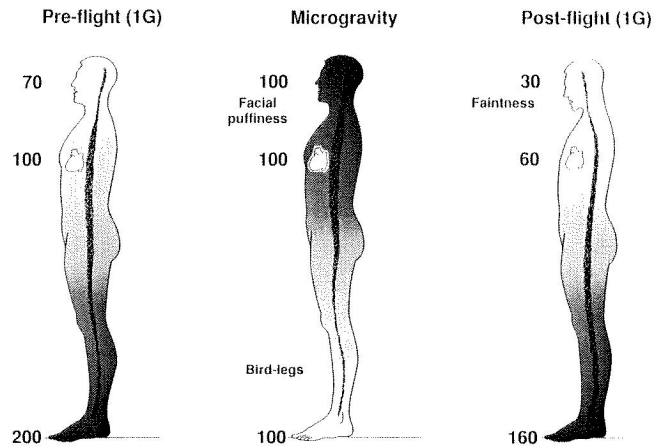 Pre-flight (1G)
70
100
200
Microgravity
100
Facial
puffiness
100
Bird-legs
100
Post-flight (1G)
30
Faintness
60
160